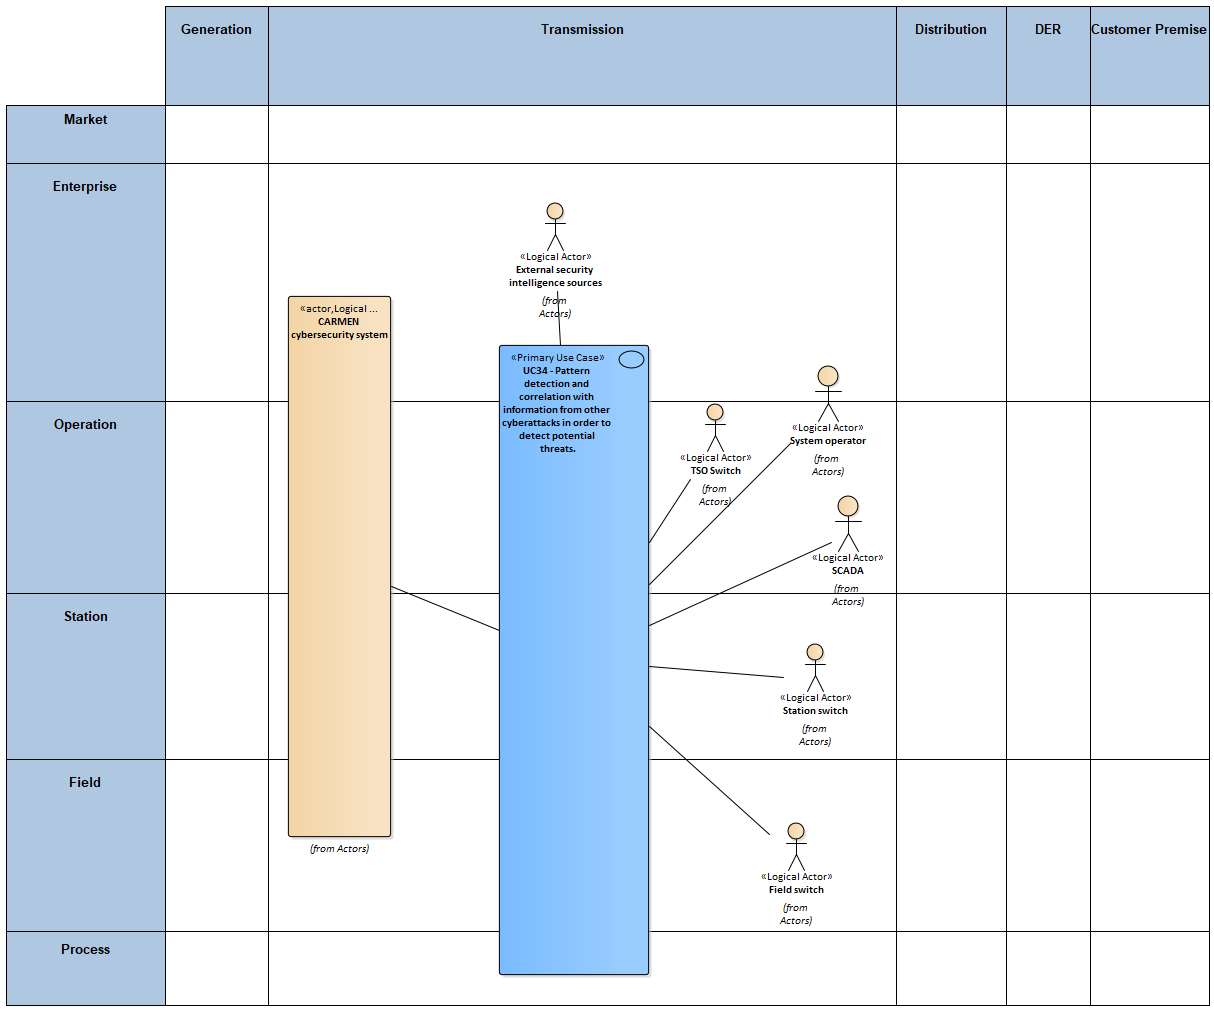 Generation
Transmission
Distribution
DER
Customer Premise
Market
Enterprise
«Logical Actor»
External security
intelligence sources
(from
Actors)
«actor,Logical ...
CARMEN
cybersecurity system
(from Actors)
«Primary Use Case»
UC34 - Pattern
detection and
correlation with
information from other
cyberattacks in order to
detect potential
threats.
Operation
«Logical Actor»
TSO Switch
(from
Actors)
«Logical Actor»
System operator
(from
Actors)
«Logical Actor»
SCADA
(from
Actors)
Station
«Logical Actor»
Station switch
(from
Actors)
Field
«Logical Actor»
Field switch
(from
Actors)
Process